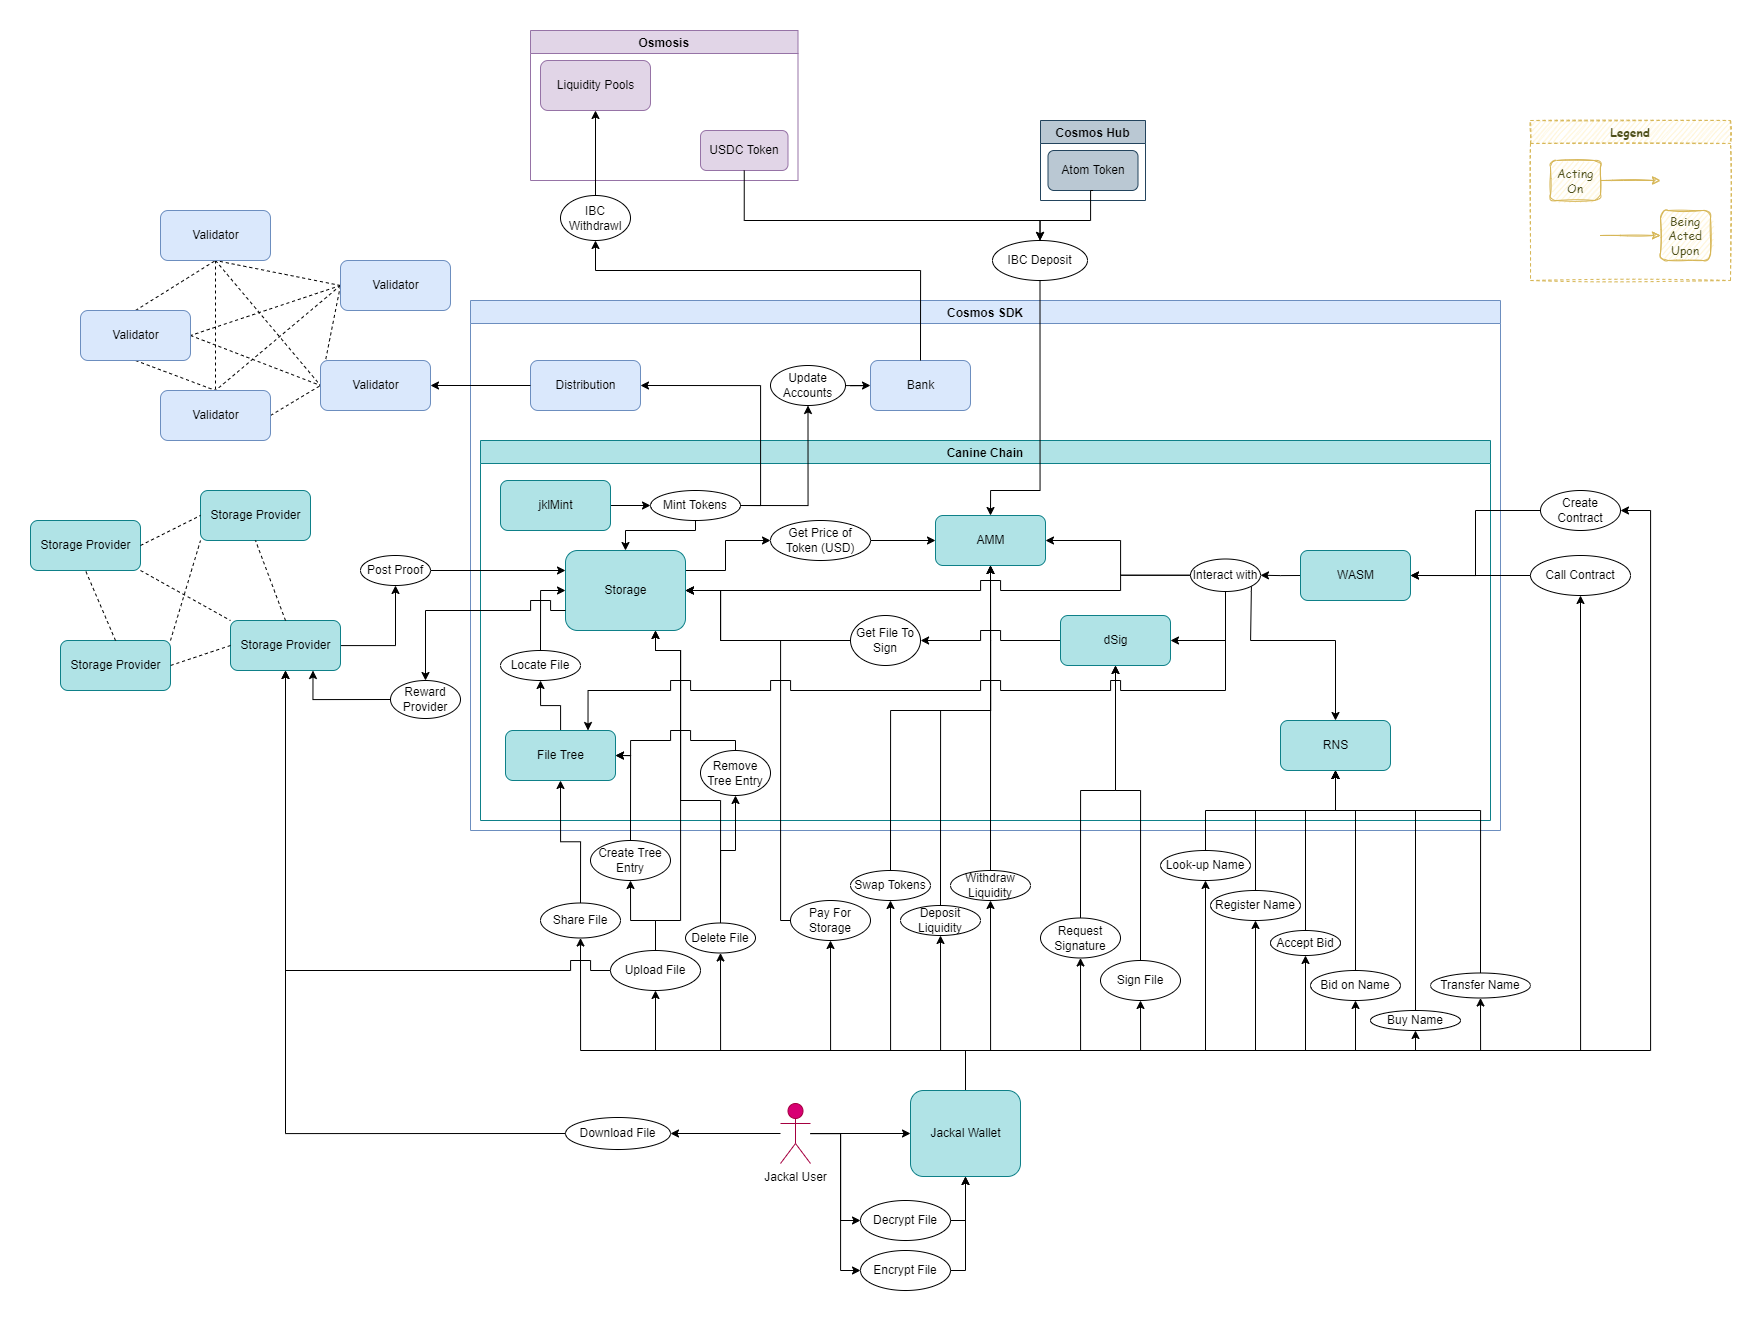 Osmosis
Liquidity Pools
USDC Token
Cosmos Hub
Atom Token
Legend
Acting
On
Being
Acted
Upon
IBC
Withdrawl
IBC Deposit
Validator
Validator
Validator
Validator
Validator
Cosmos SDK
Distribution
Update
Accounts
Bank
Canine Chain
jklMint
Mint Tokens
Get Price of
Token (USD)
AMM
Create
Contract
Storage Provider
Storage Provider
Storage Provider
Storage Provider
Post Proof
Storage
Interact with
WASM
Call Contract
Get File To
Sign
dSig
Locate File
Reward
Provider
File Tree
Remove
Tree Entry
RNS
Create Tree
Entry
Look-up Name
Swap Tokens
Withdraw
Liquidity
Register Name
Share File
Pay For
Storage
Deposit
Liquidity
Delete File
Request
Signature
Accept Bid
Upload File
Sign File
Bid on Name
Transfer Name
Buy Name
Download File
Jackal User
Jackal Wallet
Decrypt File
Encrypt File